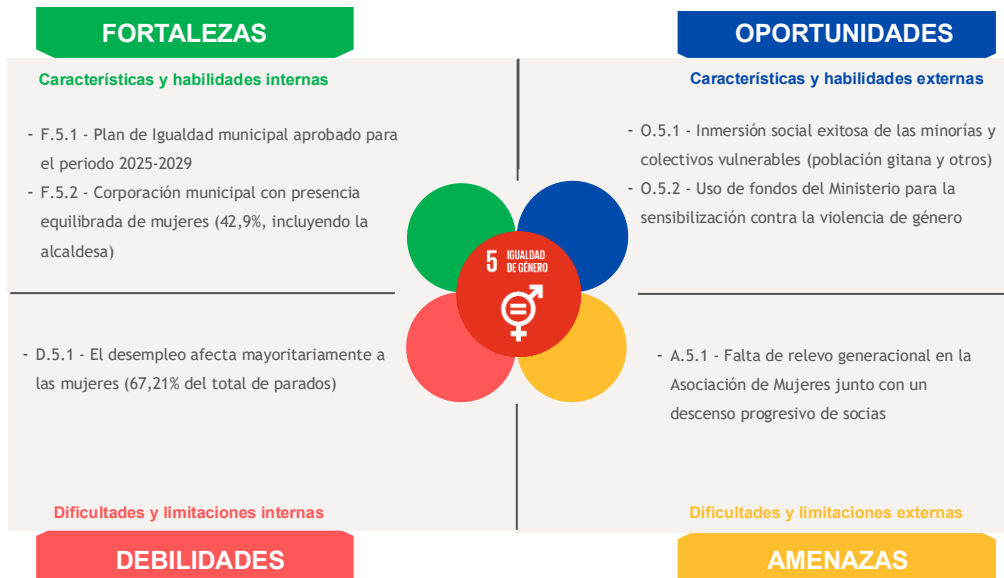 FORTALEZAS
Características y habilidades internas
- F.5.1 - Plan de Igualdad municipal aprobado para
el periodo 2025-2029
- F.5.2 - Corporación municipal con presencia
equilibrada de mujeres (42,9%, incluyendo la
alcaldesa)
OPORTUNIDADES
Características y habilidades externas
- O.5.1 - Inmersión social exitosa de las minorías y
colectivos vulnerables (población gitana y otros)
- O.5.2 - Uso de fondos del Ministerio para la
sensibilización contra la violencia de género
5 IGUALDAD
DE GÉNERO
- D.5.1 - El desempleo afecta mayoritariamente a
las mujeres (67,21% del total de parados)
Dificultades y limitaciones internas
DEBILIDADES
- A.5.1 - Falta de relevo generacional en la
Asociación de Mujeres junto con un
descenso progresivo de socias
Dificultades y limitaciones externas
AMENAZAS